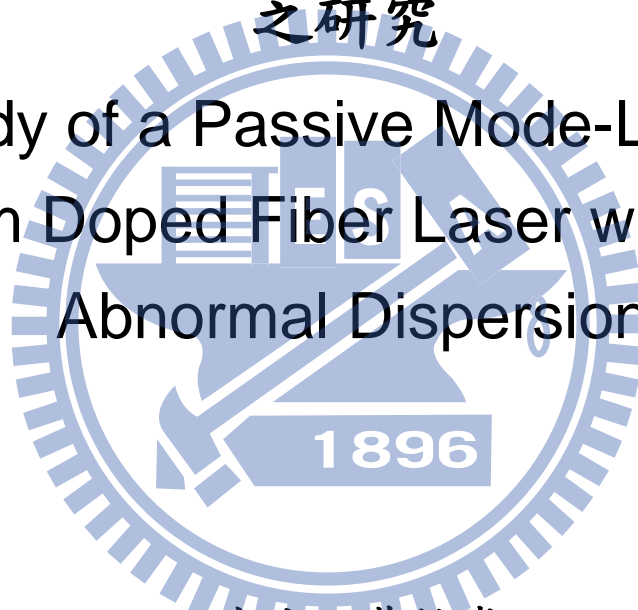 之研究
dy of a Passive Mode-L
Doped Fiber Laser w
Abnormal Dispersion
E S
1896